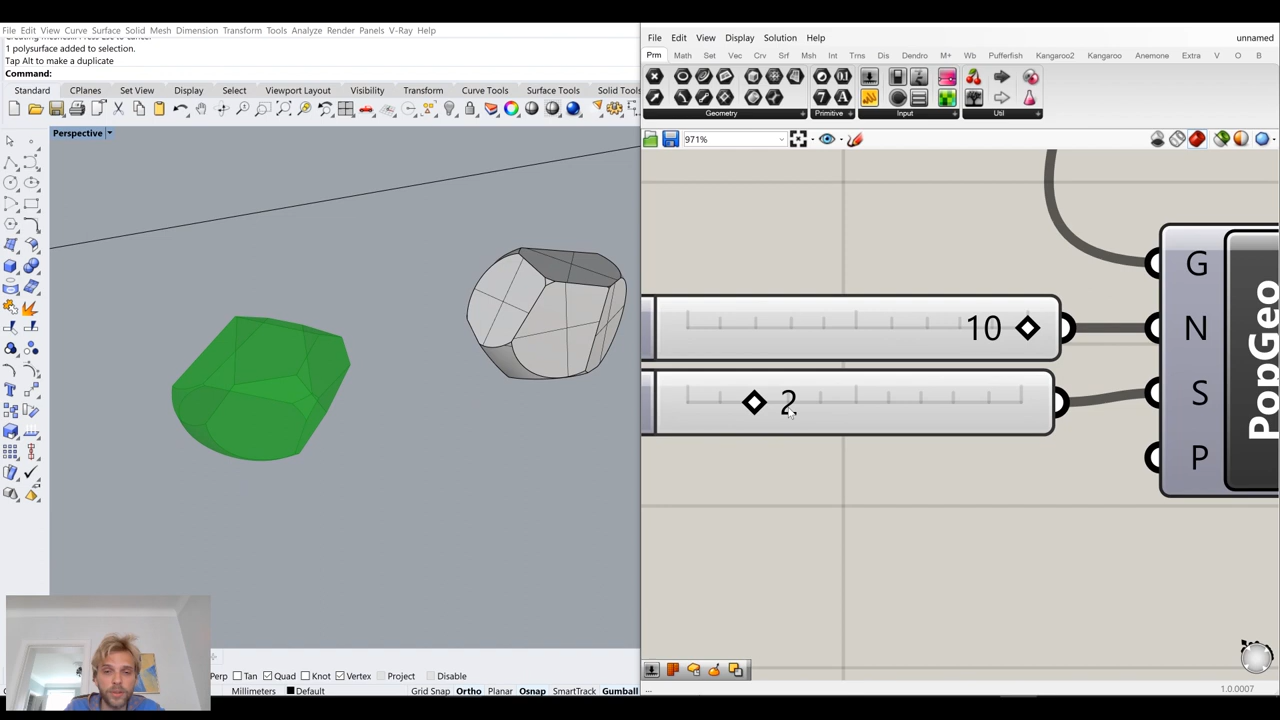 File Edit View Curve Surface Solid Mesh Dimension Transform Tools Analyze Render Panels V-Ray Help
1 polysurface added to selection.
Tap Alt to make a duplicate
Command:
Standard CPlanes Set View Display Select Viewport Layout Visibility Transform Curve Tools Surface Tools Solid Tools
Perspective
Perp Tan Quad Knot Vertex Project Disable
Millimeters Default Grid Snap Ortho Planar Osnap SmartTrack Gumball
File Edit View Display Solution Help unnamed
Prm Math Set Vec Crv Srf Msh Int Trns Dis Dendro M+ Wb Pufferfish Kangaroo2 Kangaroo Anemone Extra V O B
Geometry Primitive Input Util
971%
G
10 N
2 S
P
PopGeo
... 1.0.0007